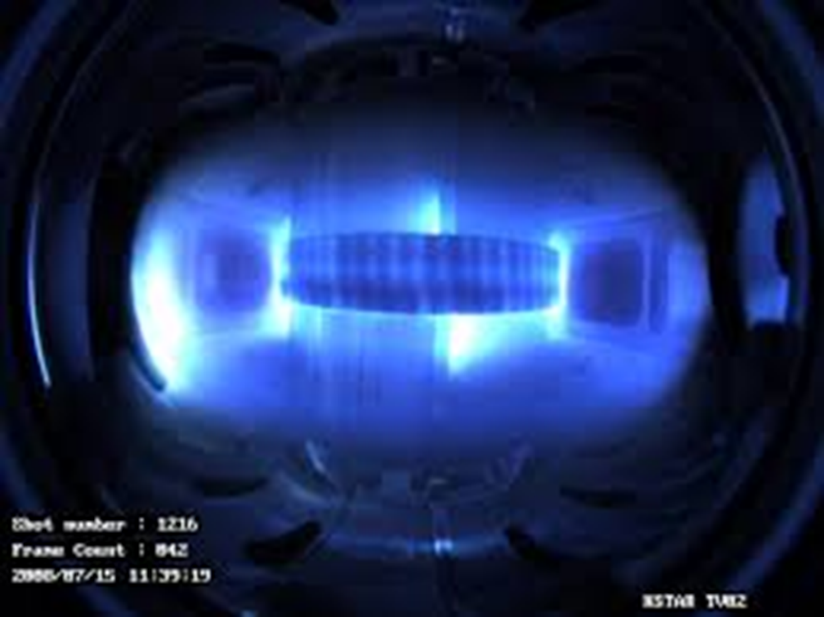 Shot number : 1216
Frame Count : 042
2008/07/15 11:39:19
KSTAR TV02